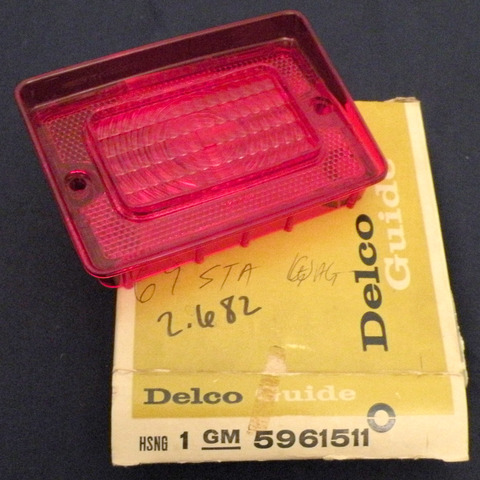 Delco
Guide
67 STA WAG
2.682
Delco Guide
HSNG 1 GM 5961511